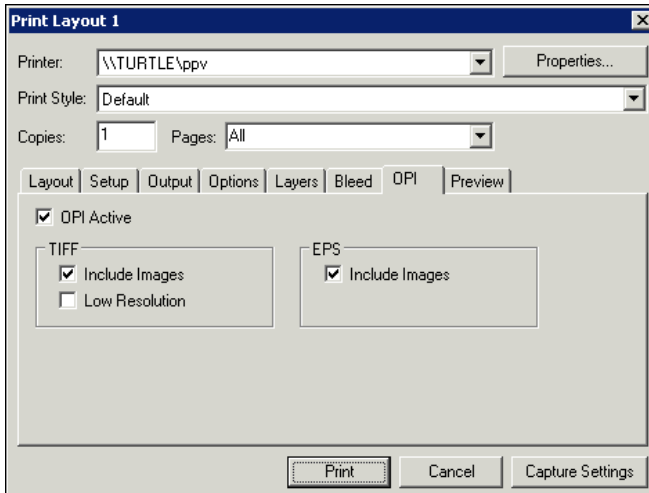 Print Layout 1
Printer: \\TURTLE\ppv Properties...
Print Style: Default
Copies: 1 Pages: All
Layout Setup Output Options Layers Bleed OPI Preview
OPI Active
TIFF EPS
Include Images Include Images
Low Resolution
Print Cancel Capture Settings